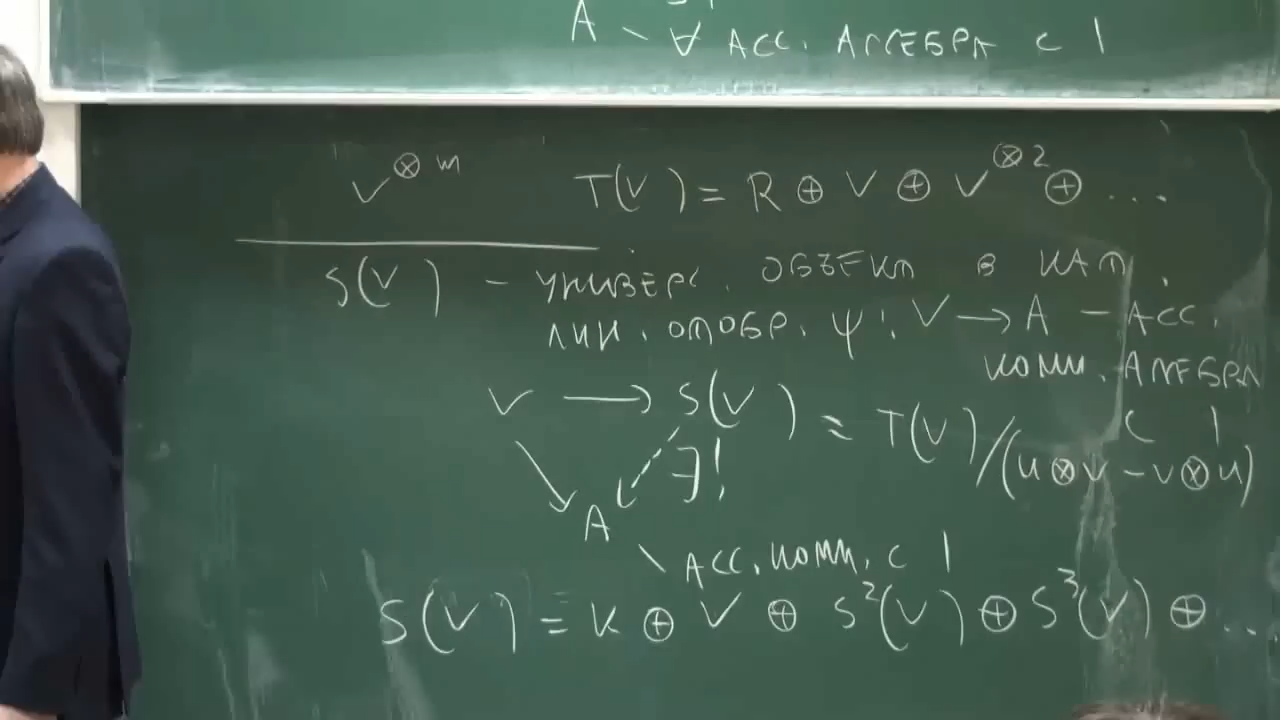 A \ ∀ АСС. АЛГЕБРА С 1
V^{⊗ m} T(V) = R ⊕ V ⊕ V^{⊗2} ⊕ ...
S(V) - УНИВЕРС. ОБЪЕКТ В КАТ.
ЛИН. ОТОБР. ψ: V → A - АСС.
КОММ. АЛГЕБРА
С 1
V → S(V) = T(V)/(u⊗v - v⊗u)
∃!
A
\ АСС. КОММ. С 1
S(V) = K ⊕ V ⊕ S²(V) ⊕ S³(V) ⊕ ...